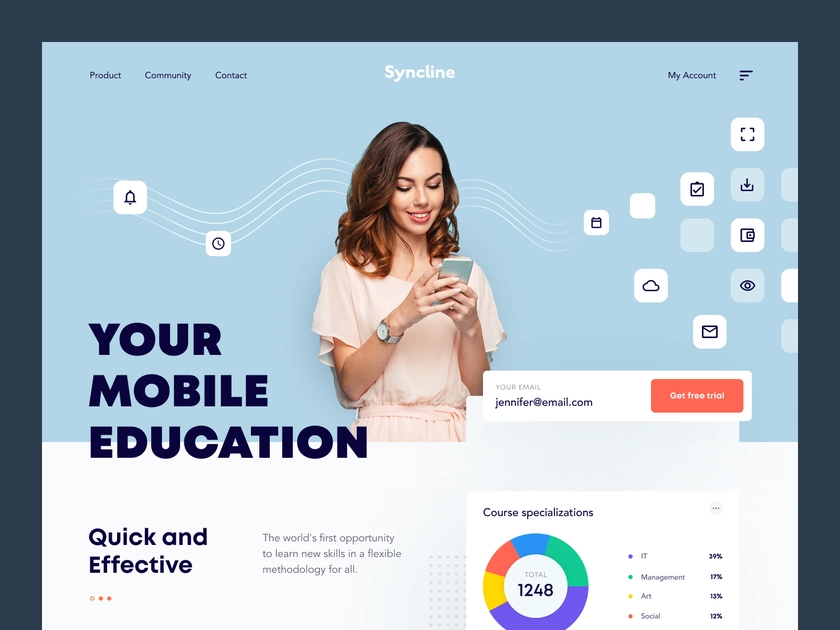 Product
Community
Contact
Syncline
My Account
YOUR
MOBILE
EDUCATION
YOUR EMAIL
jennifer@email.com
Get free trial
Quick and
Effective
The world's first opportunity
to learn new skills in a flexible
methodology for all.
Course specializations
TOTAL
1248
IT 39%
Management 17%
Art 13%
Social 12%